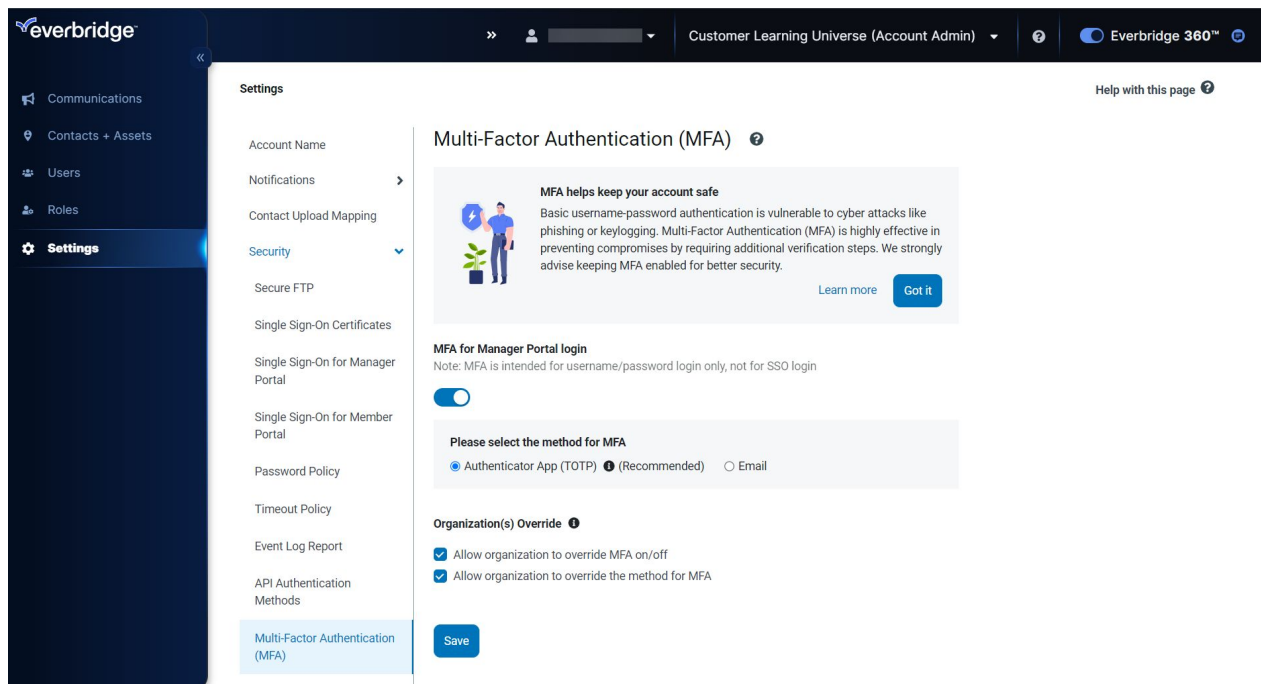 everbridge™
»
Customer Learning Universe (Account Admin)
Everbridge 360™
«
Communications
Contacts + Assets
Users
Roles
Settings
Settings
Help with this page
Account Name
Notifications
Contact Upload Mapping
Security
Secure FTP
Single Sign-On Certificates
Single Sign-On for Manager
Portal
Single Sign-On for Member
Portal
Password Policy
Timeout Policy
Event Log Report
API Authentication
Methods
Multi-Factor Authentication
(MFA)
Multi-Factor Authentication (MFA)
MFA helps keep your account safe
Basic username-password authentication is vulnerable to cyber attacks like
phishing or keylogging. Multi-Factor Authentication (MFA) is highly effective in
preventing compromises by requiring additional verification steps. We strongly
advise keeping MFA enabled for better security.
Learn more Got it
MFA for Manager Portal login
Note: MFA is intended for username/password login only, not for SSO login
Please select the method for MFA
Authenticator App (TOTP) (Recommended) Email
Organization(s) Override
Allow organization to override MFA on/off
Allow organization to override the method for MFA
Save